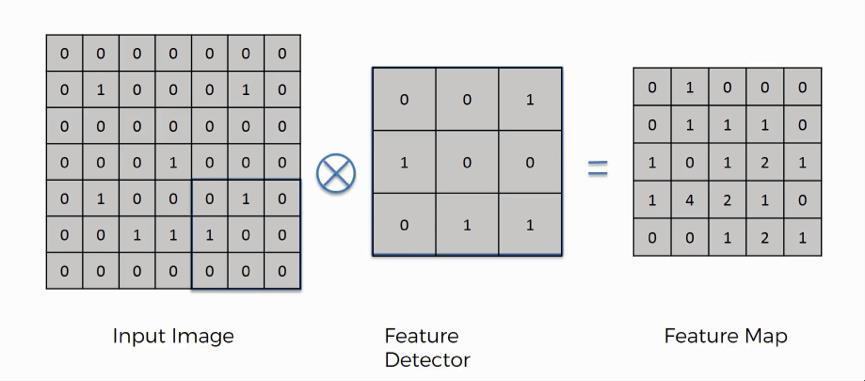 0 0 0 0 0 0 0
0 1 0 0 0 1 0
0 0 0 0 0 0 0
0 0 0 1 0 0 0
0 1 0 0 0 1 0
0 0 1 1 1 0 0
0 0 0 0 0 0 0
Input Image
0 0 1
1 0 0
0 1 1
Feature
Detector
=
0 1 0 0 0
0 1 1 1 0
1 0 1 2 1
1 4 2 1 0
0 0 1 2 1
Feature Map